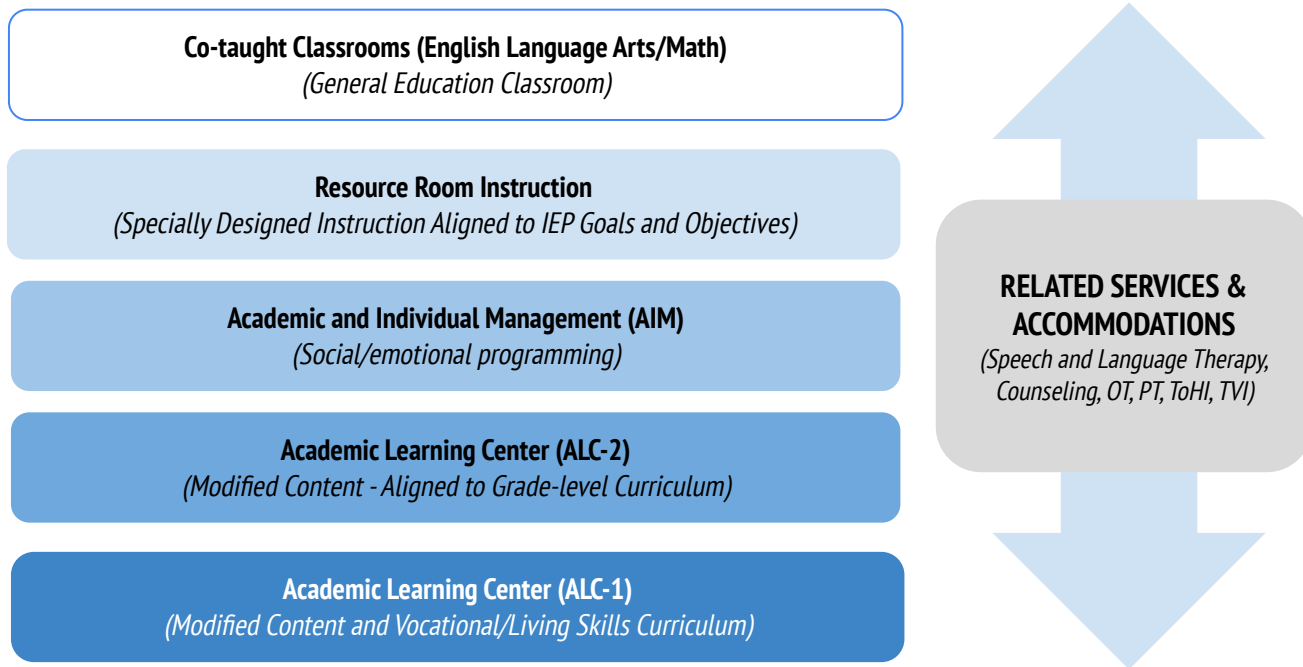 Co-taught Classrooms (English Language Arts/Math)
(General Education Classroom)
Resource Room Instruction
(Specially Designed Instruction Aligned to IEP Goals and Objectives)
Academic and Individual Management (AIM)
(Social/emotional programming)
Academic Learning Center (ALC-2)
(Modified Content - Aligned to Grade-level Curriculum)
Academic Learning Center (ALC-1)
(Modified Content and Vocational/Living Skills Curriculum)
RELATED SERVICES &
ACCOMMODATIONS
(Speech and Language Therapy,
Counseling, OT, PT, ToHI, TVI)